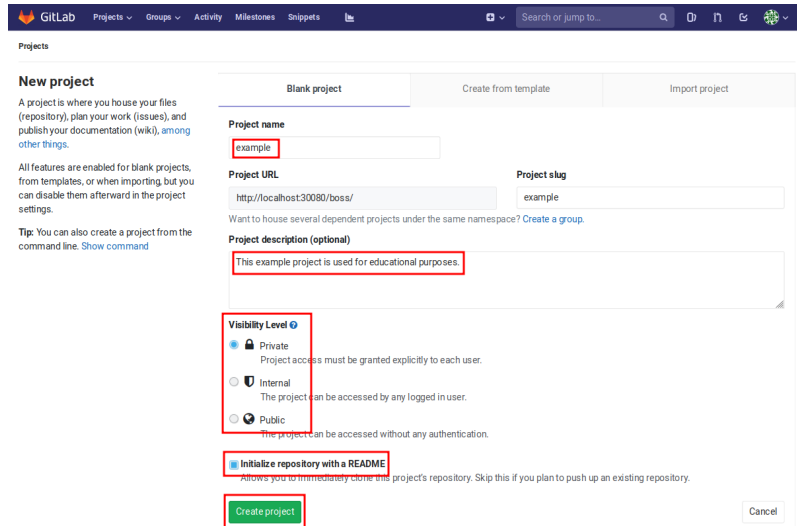 GitLab Projects Groups Activity Milestones Snippets Search or jump to...
Projects
New project
A project is where you house your files
(repository), plan your work (issues), and
publish your documentation (wiki), among
other things.
All features are enabled for blank projects,
from templates, or when importing, but you
can disable them afterward in the project
settings.
Tip: You can also create a project from the
command line. Show command
Blank project Create from template Import project
Project name
example
Project URL Project slug
http://localhost:30080/boss/ example
Want to house several dependent projects under the same namespace? Create a group.
Project description (optional)
This example project is used for educational purposes.
Visibility Level
Private
Project access must be granted explicitly to each user.
Internal
The project can be accessed by any logged in user.
Public
The project can be accessed without any authentication.
Initialize repository with a README
Allows you to immediately clone this project's repository. Skip this if you plan to push up an existing repository.
Create project Cancel